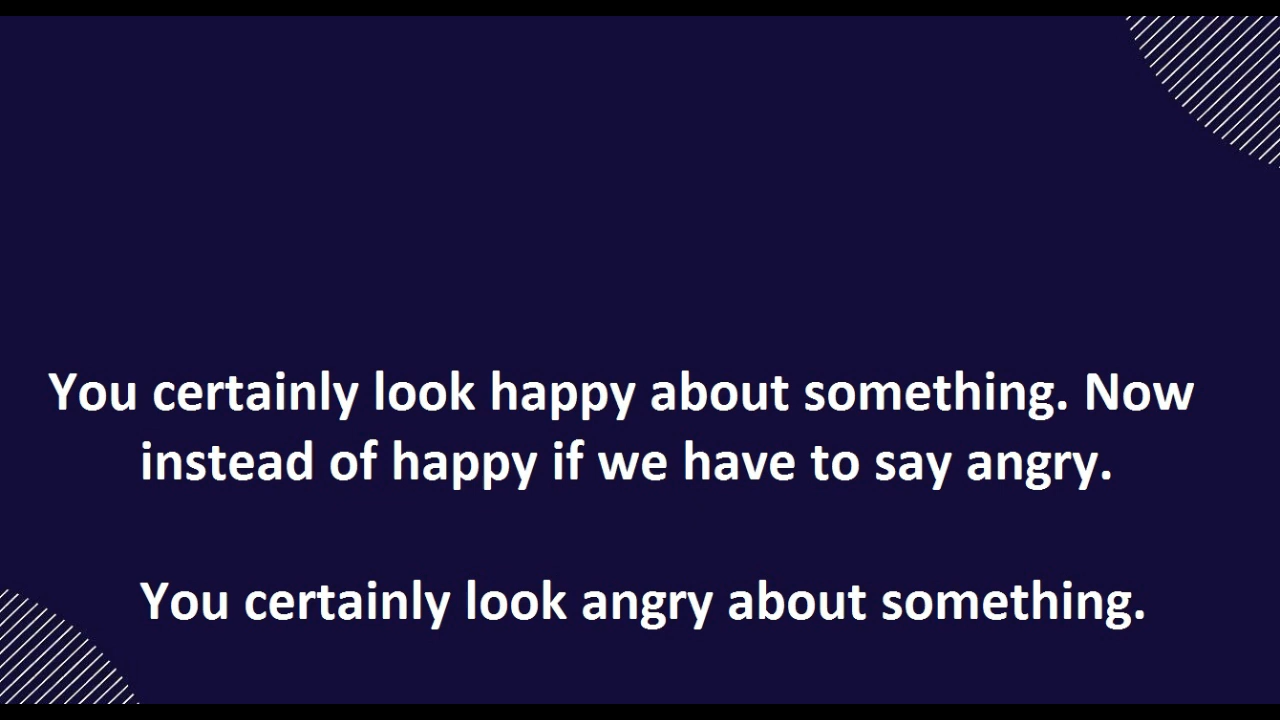 You certainly look happy about something. Now
instead of happy if we have to say angry.
You certainly look angry about something.